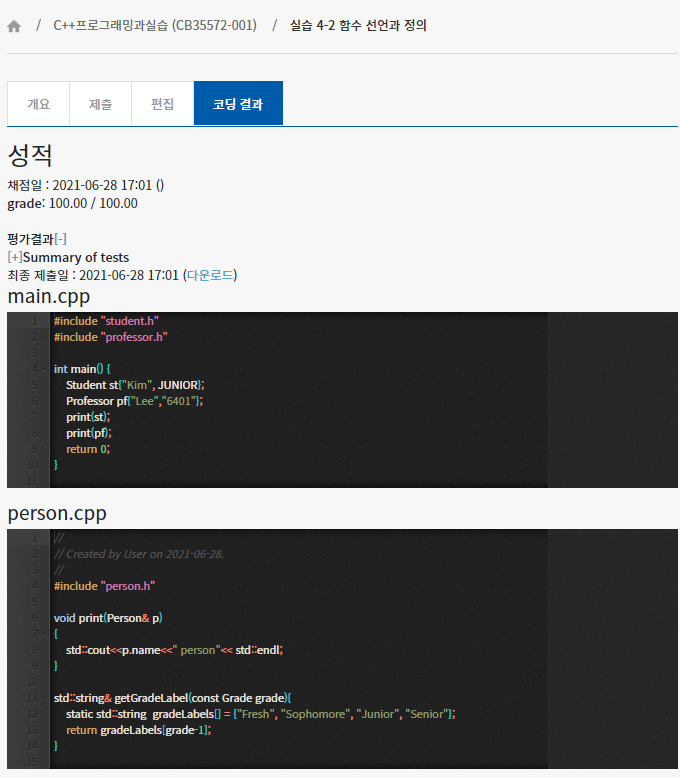 / C++프로그래밍과실습 (CB35572-001) / 실습 4-2 함수 선언과 정의
개요 제출 편집 코딩 결과
성적
채점일 : 2021-06-28 17:01 ()
grade: 100.00 / 100.00
평가결과[-]
[+]Summary of tests
최종 제출일 : 2021-06-28 17:01 (다운로드)
main.cpp
1 #include "student.h"
2 #include "professor.h"
3
4 int main() {
5 Student st{"Kim", JUNIOR};
6 Professor pf{"Lee","6401"};
7 print(st);
8 print(pf);
9 return 0;
10 }
11
person.cpp
1 //
2 // Created by User on 2021-06-28.
3 //
4 #include "person.h"
5
6 void print(Person& p)
7 {
8 std::cout<<p.name<<" person"<< std::endl;
9 }
10
11 std::string& getGradeLabel(const Grade grade){
12 static std::string  gradeLabels[] = {"Fresh", "Sophomore", "Junior", "Senior"};
13 return gradeLabels[grade-1];
14 }
15